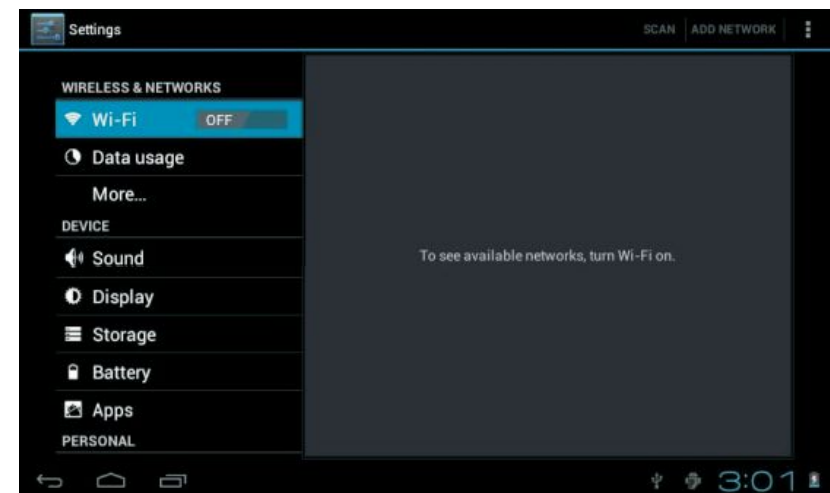 Settings
SCAN
ADD NETWORK
WIRELESS & NETWORKS
Wi-Fi OFF
Data usage
More...
DEVICE
Sound
Display
Storage
Battery
Apps
PERSONAL
To see available networks, turn Wi-Fi on.
3:01